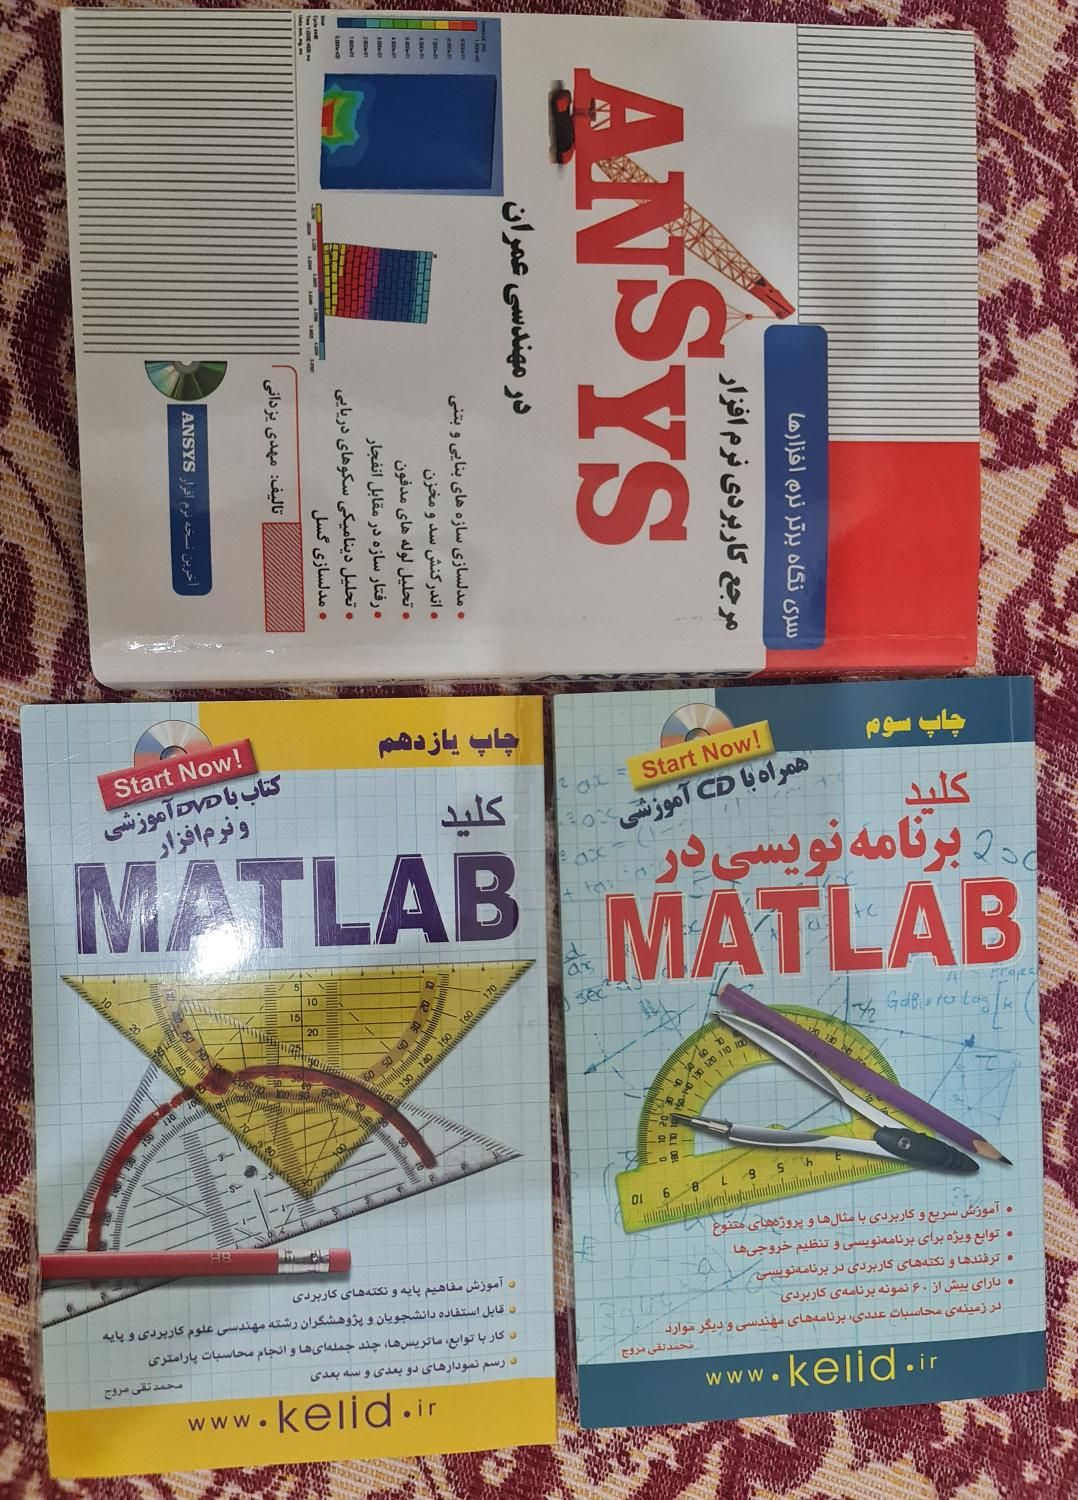 سری نگاه برتر نرم افزارها
مرجع کاربردی نرم افزار
ANSYS
در مهندسی عمران
• مدلسازی سازه های بنایی و بتنی
• اندرکنش سد و مخزن
• تحلیل لوله های مدفون
• رفتار سازه در مقابل انفجار
• تحلیل دینامیکی سکوهای دریایی
• مدلسازی گسل
تالیف: مهدی یزدانی
آخرین نسخه نرم افزار ANSYS
چاپ یازدهم
Start Now!
کتاب با DVD آموزشی
و نرم‌افزار
کلید
MATLAB
آموزش مفاهیم پایه و نکته‌های کاربردی
قابل استفاده دانشجویان و پژوهشگران رشته مهندسی علوم کاربردی و پایه
کار با توابع، ماتریس‌ها، چند جمله‌ای‌ها و انجام محاسبات پارامتری
رسم نمودارهای دو بعدی و سه بعدی
محمدتقی مروج
www.kelid.ir
چاپ سوم
Start Now!
همراه با CD آموزشی
کلید
برنامه نویسی در
MATLAB
• آموزش سریع و کاربردی با مثال‌ها و پروژه‌های متنوع
• توابع ویژه برای برنامه‌نویسی و تنظیم خروجی‌ها
• ترفندها و نکته‌های کاربردی در برنامه‌نویسی
• دارای بیش از ۶۰ نمونه برنامه‌ی کاربردی
در زمینه‌ی محاسبات عددی، برنامه‌های مهندسی و دیگر موارد
محمدتقی مروج
www.kelid.ir